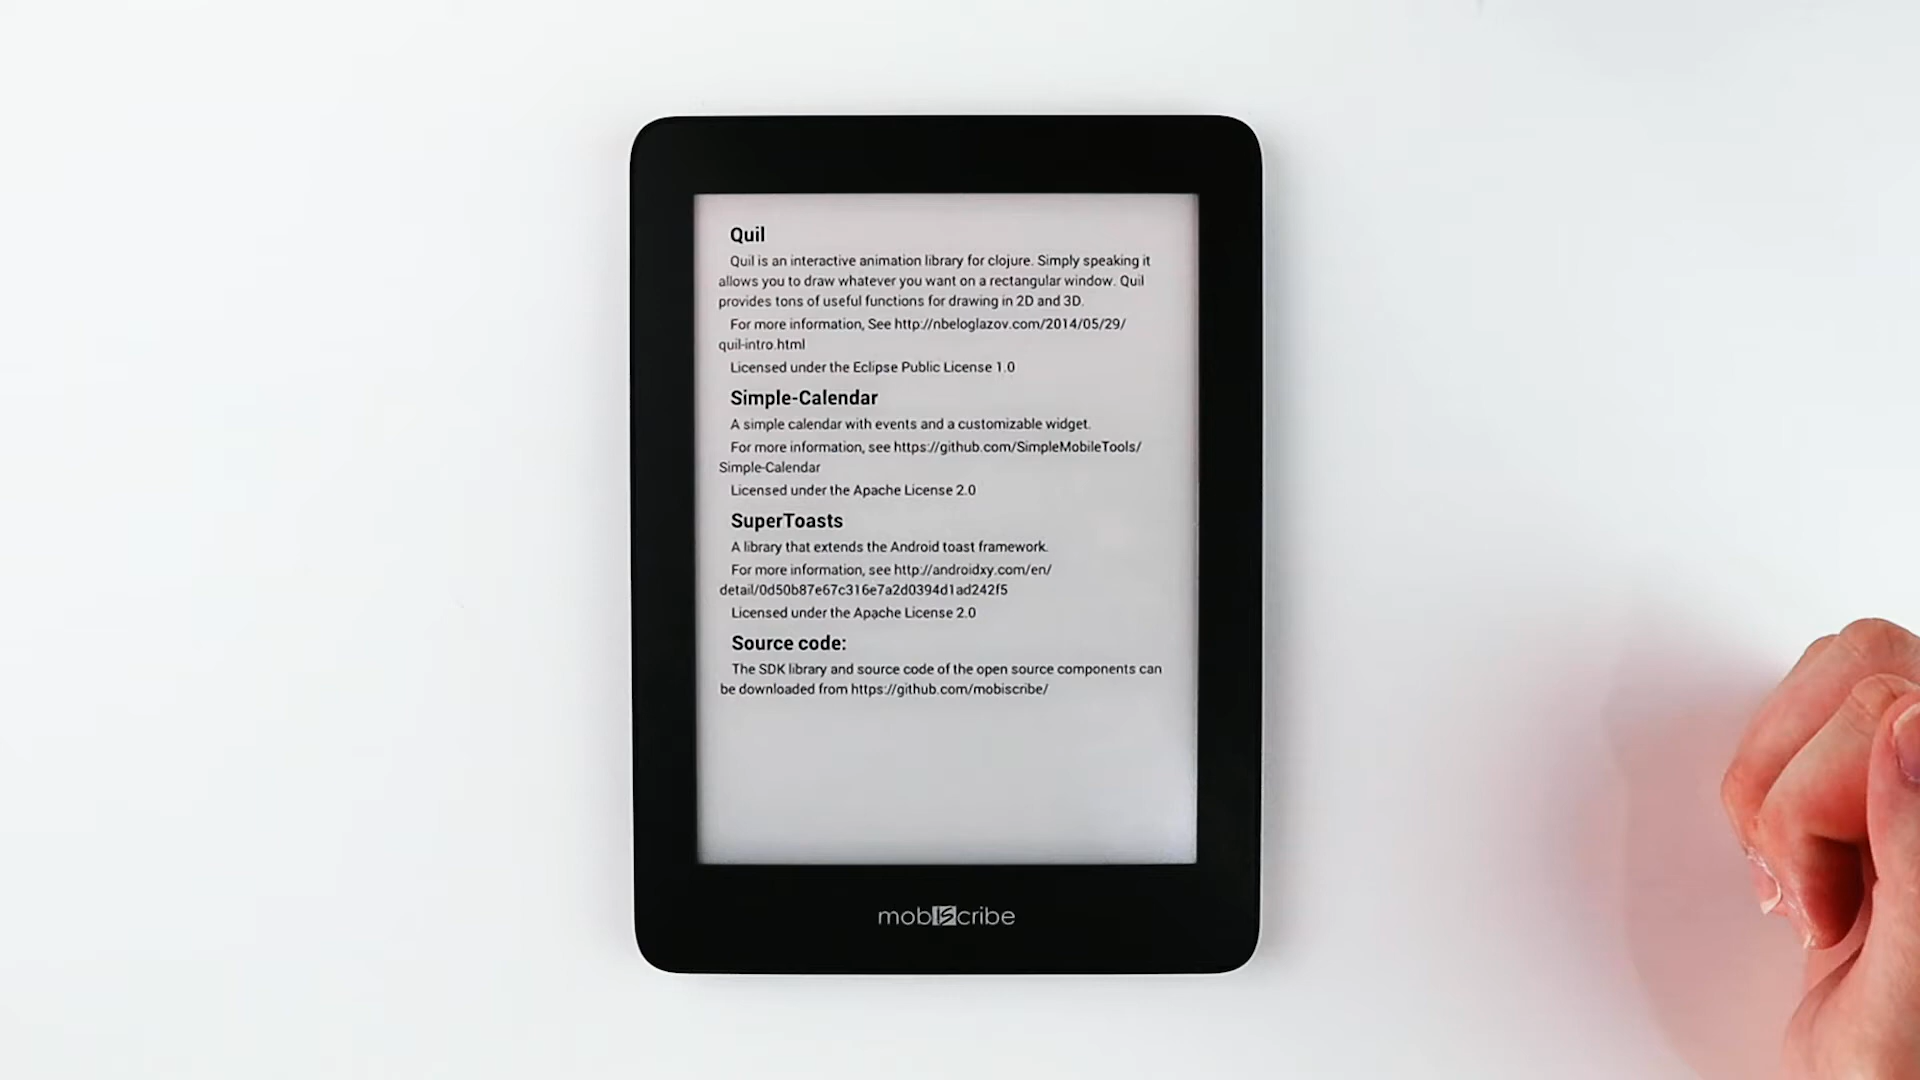 Quil
Quil is an interactive animation library for clojure. Simply speaking it
allows you to draw whatever you want on a rectangular window. Quil
provides tons of useful functions for drawing in 2D and 3D.
For more information, See http://nbeloglazov.com/2014/05/29/
quil-intro.html
Licensed under the Eclipse Public License 1.0
Simple-Calendar
A simple calendar with events and a customizable widget.
For more information, see https://github.com/SimpleMobileTools/
Simple-Calendar
Licensed under the Apache License 2.0
SuperToasts
A library that extends the Android toast framework.
For more information, see http://androidxy.com/en/
detail/0d50b87e67c316e7a2d0394d1ad242f5
Licensed under the Apache License 2.0
Source code:
The SDK library and source code of the open source components can
be downloaded from https://github.com/mobiscribe/
mobiscribe